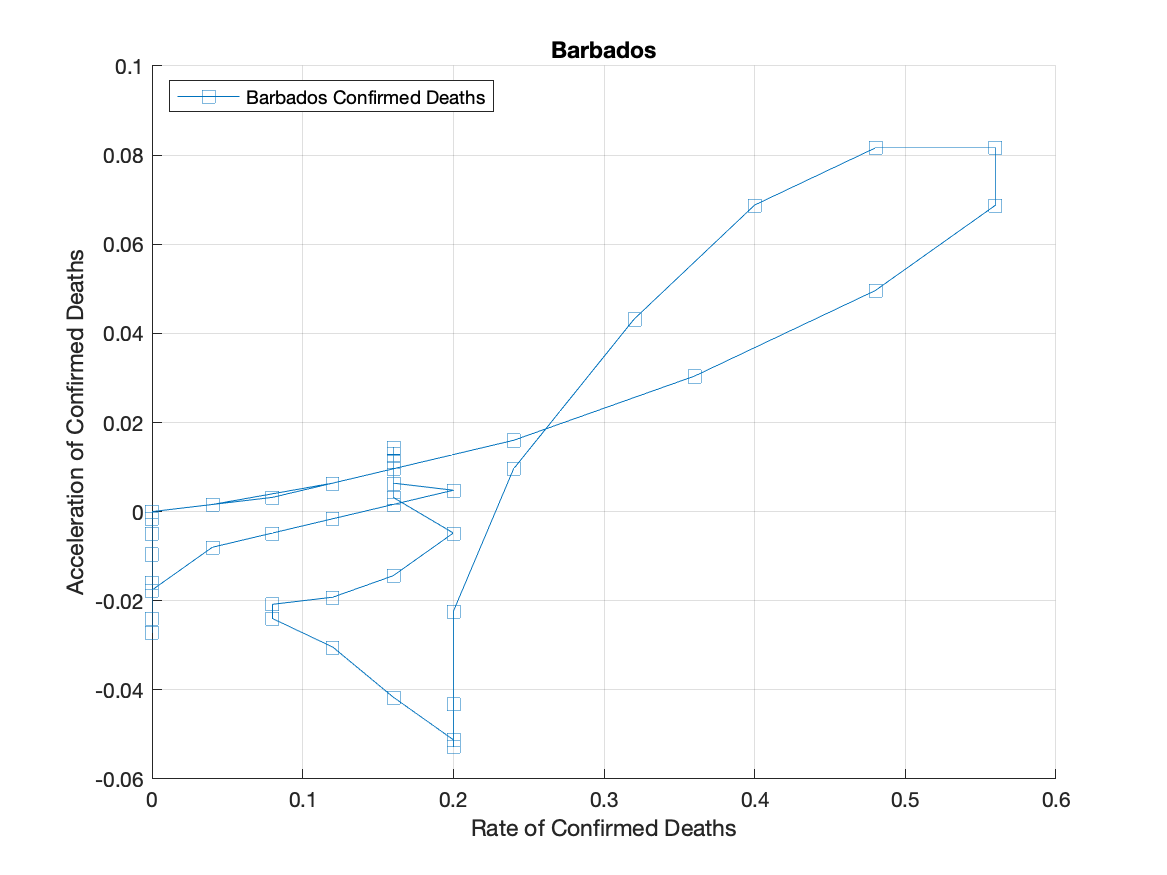 Barbados
Barbados Confirmed Deaths
0.1
0.08
0.06
0.04
0.02
0
-0.02
-0.04
-0.06
Acceleration of Confirmed Deaths
0 0.1 0.2 0.3 0.4 0.5 0.6
Rate of Confirmed Deaths